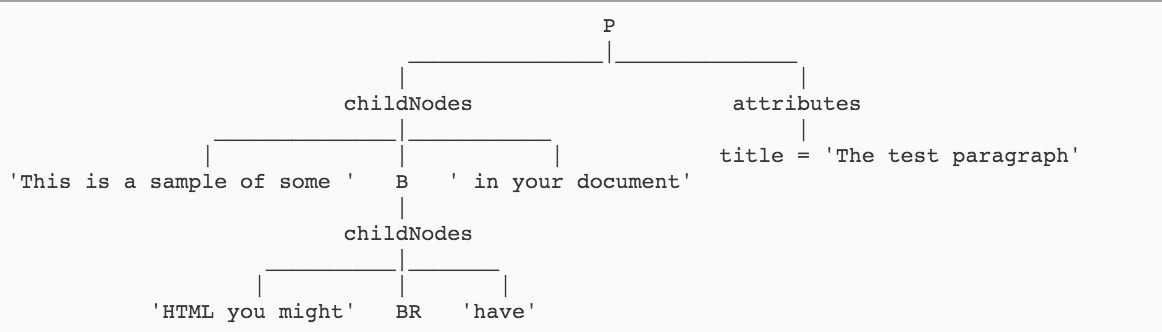 P
childNodes attributes
title = 'The test paragraph'
'This is a sample of some ' B ' in your document'
childNodes
'HTML you might' BR 'have'